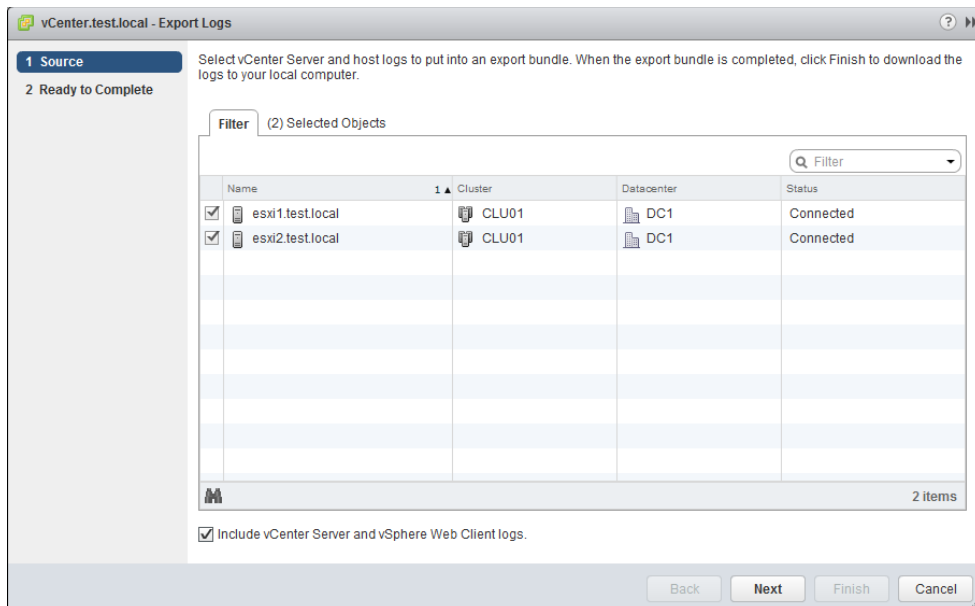 vCenter.test.local - Export Logs
?
1 Source
2 Ready to Complete
Select vCenter Server and host logs to put into an export bundle. When the export bundle is completed, click Finish to download the
logs to your local computer.
Filter (2) Selected Objects
Filter
Name 1 Cluster Datacenter Status
esxi1.test.local CLU01 DC1 Connected
esxi2.test.local CLU01 DC1 Connected
2 items
Include vCenter Server and vSphere Web Client logs.
Back Next Finish Cancel